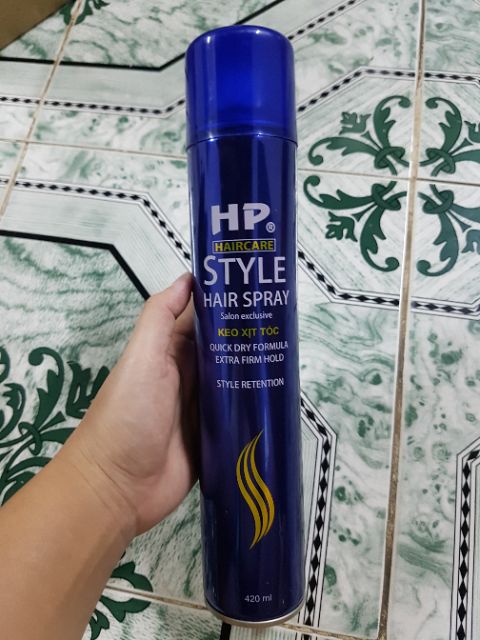 HP®
HAIRCARE
STYLE
HAIR SPRAY
Salon exclusive
KEO XỊT TÓC
QUICK DRY FORMULA
EXTRA FIRM HOLD
STYLE RETENTION
420 ml